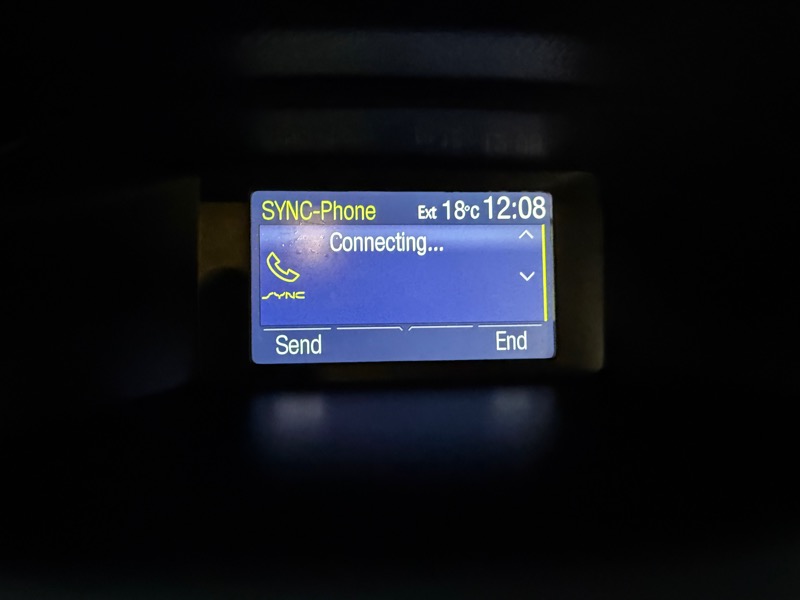 SYNC-Phone Ext 18°C 12:08
Connecting...
SYNC
Send End